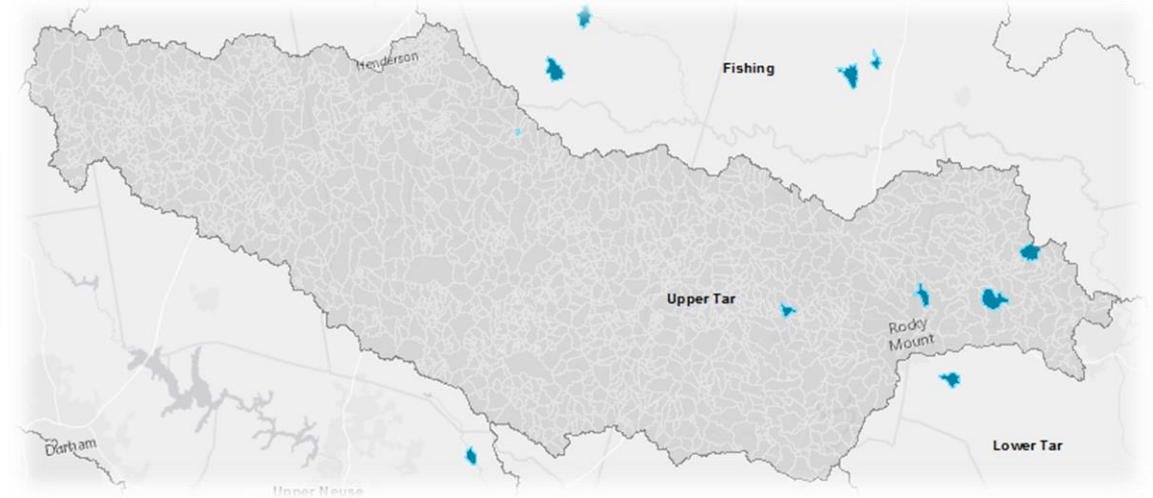 Henderson
Fishing
Upper Tar
Rocky
Mount
Lower Tar
Durham
Upper Neuse